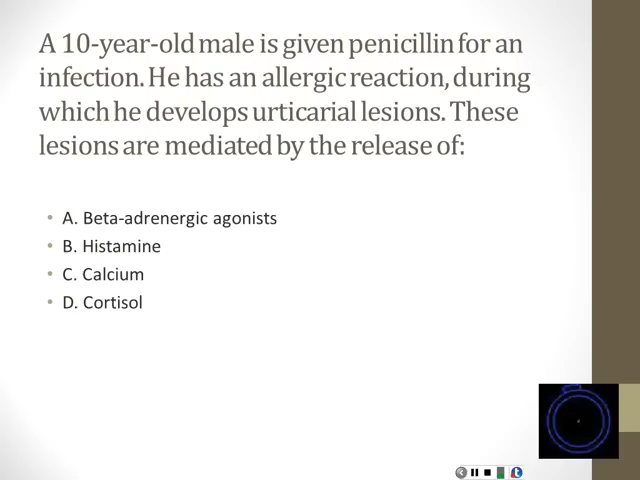 A 10-year-old male is given penicillin for an
infection. He has an allergic reaction, during
which he develops urticarial lesions. These
lesions are mediated by the release of:
• A. Beta-adrenergic agonists
• B. Histamine
• C. Calcium
• D. Cortisol